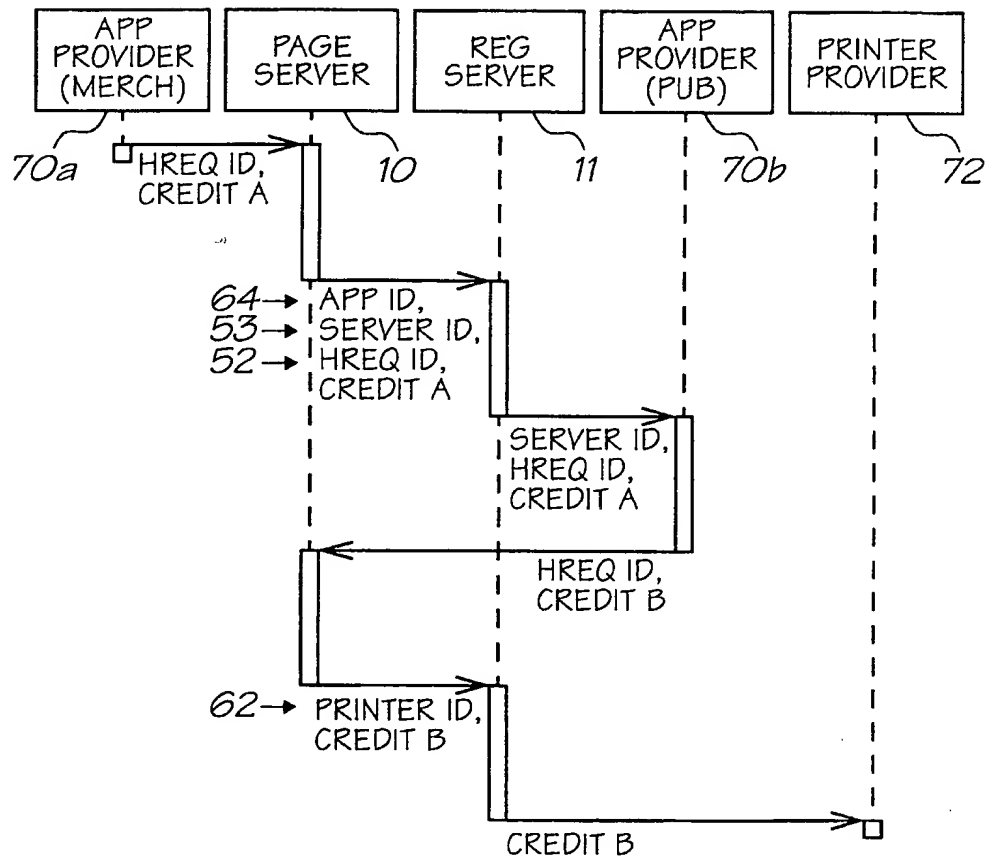 APP
PROVIDER
(MERCH)
PAGE
SERVER
REG
SERVER
APP
PROVIDER
(PUB)
PRINTER
PROVIDER
70a
10
11
70b
72
HREQ ID,
CREDIT A
64
APP ID,
53
SERVER ID,
52
HREQ ID,
CREDIT A
SERVER ID,
HREQ ID,
CREDIT A
HREQ ID,
CREDIT B
62
PRINTER ID,
CREDIT B
CREDIT B